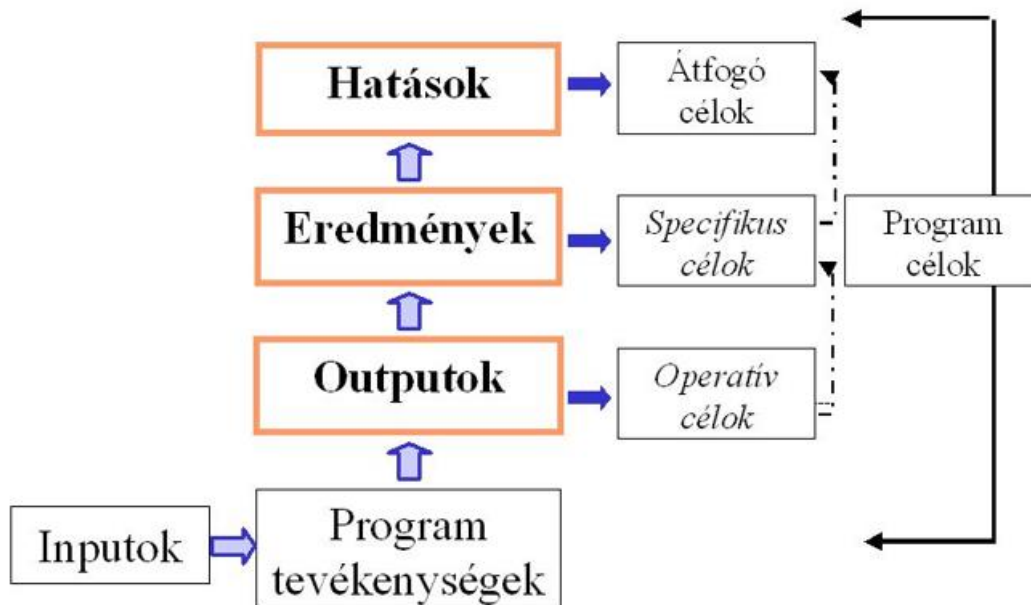 Hatások
Átfogó
célok
Eredmények
Specifikus
célok
Program
célok
Outputok
Operatív
célok
Inputok
Program
tevékenységek